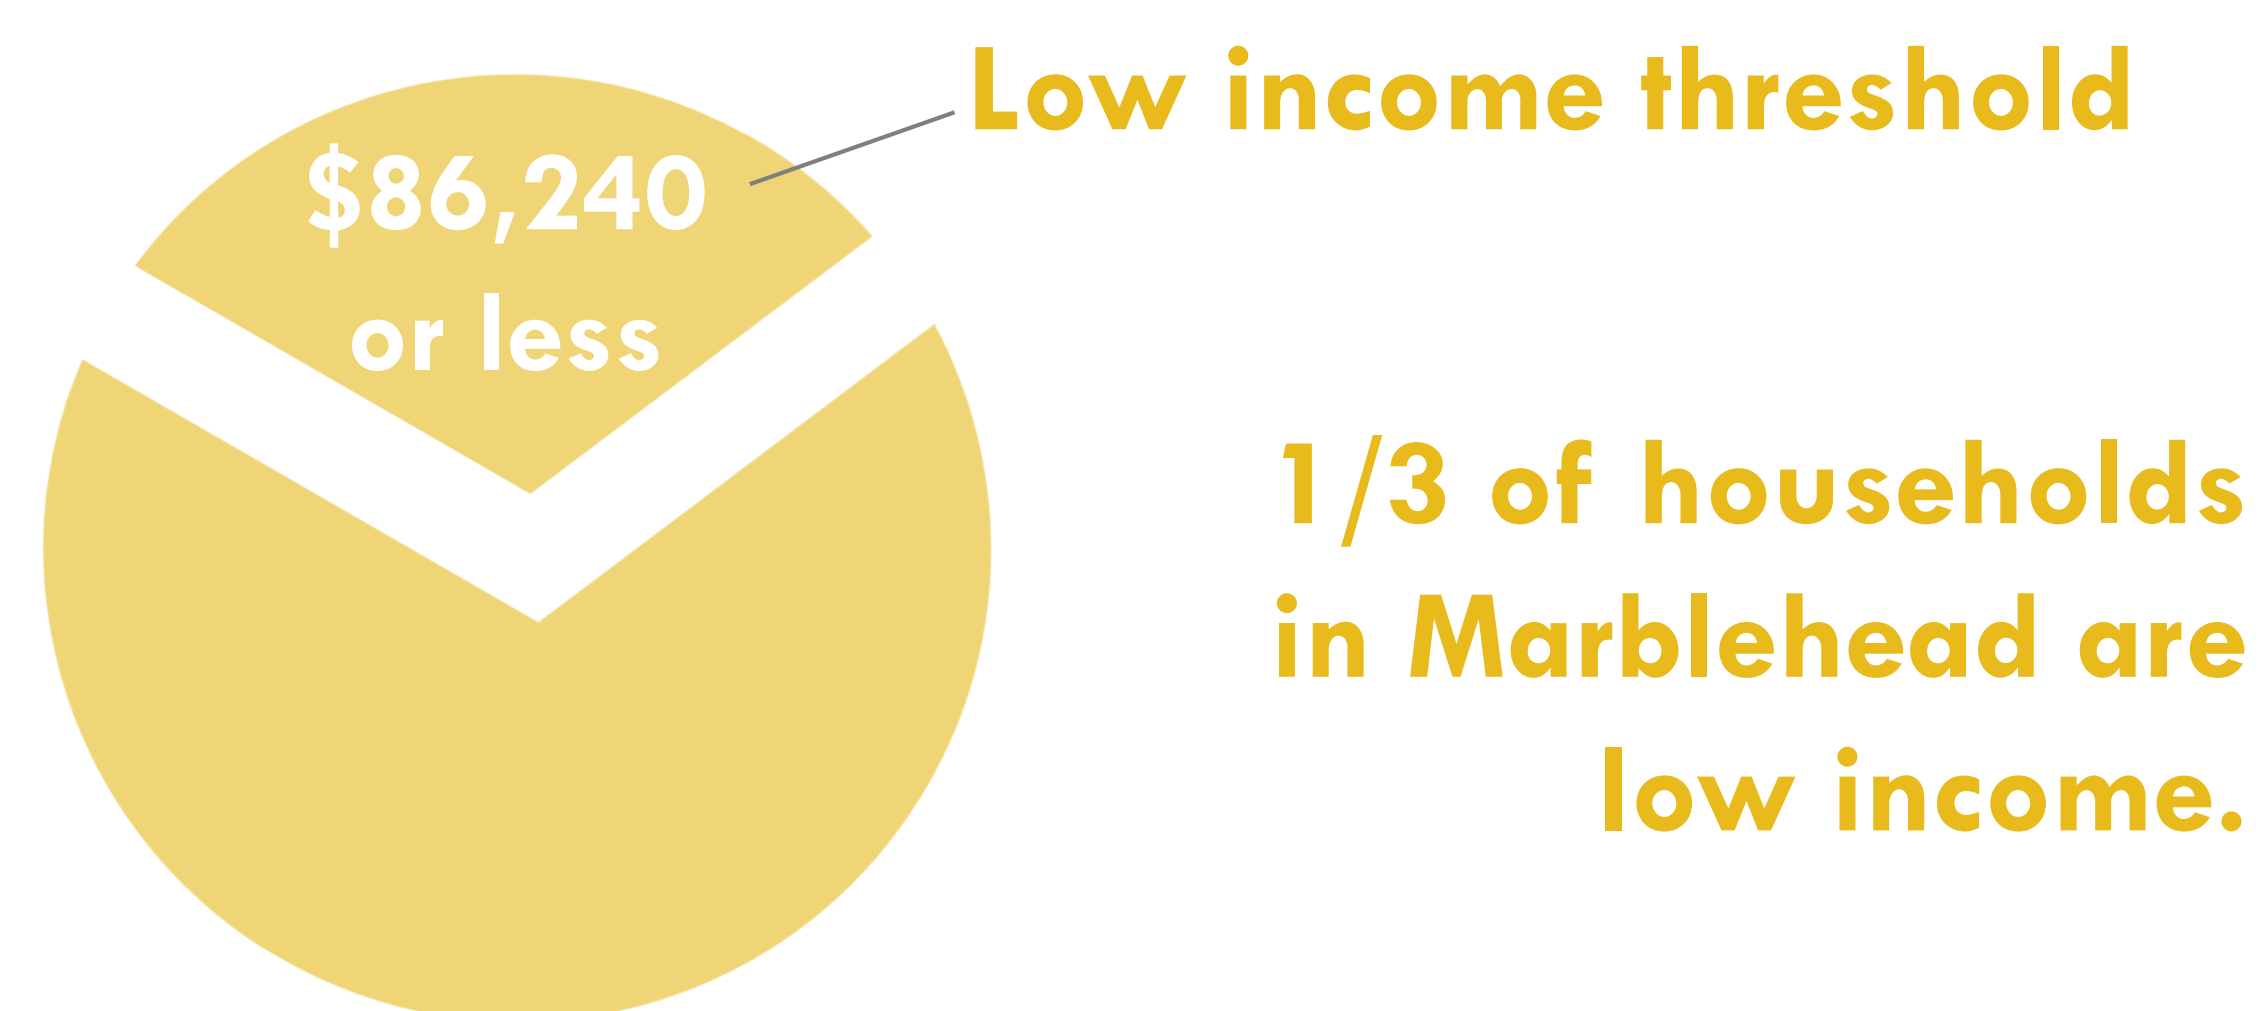 Low income threshold
$86,240
or less
1/3 of households
in Marblehead are
low income.